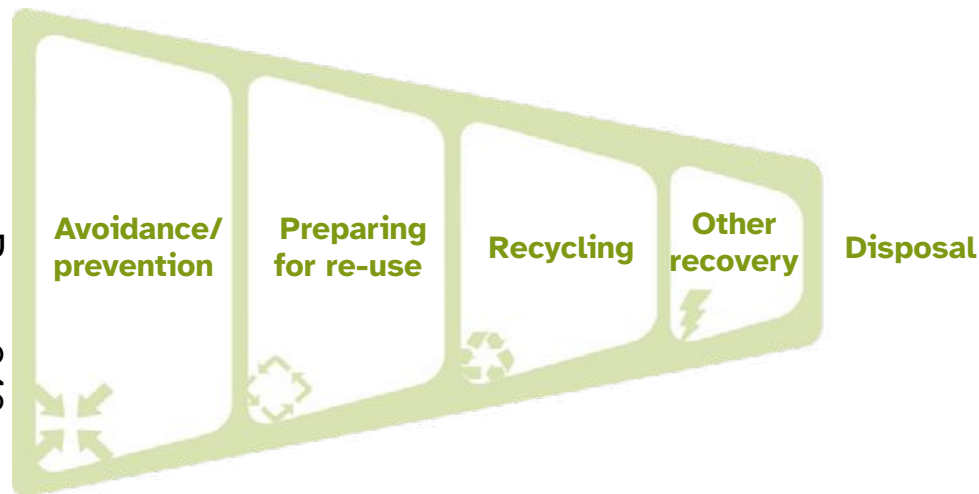 Avoidance/
prevention
Preparing
for re-use
Recycling
Other
recovery
Disposal